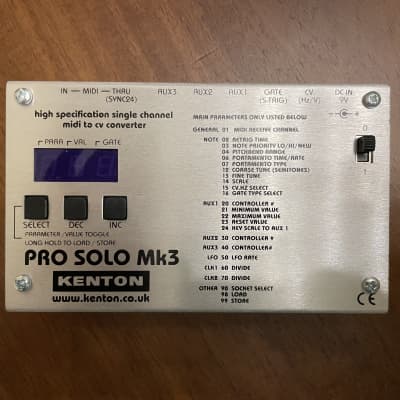 IN — MIDI — THRU AUX3 AUX2 AUX1 GATE CV DC IN
(SYNC24) (S-TRIG) (Hz/V) 9V
high specification single channel
midi to cv converter
PARA VAL GATE
SELECT DEC INC
PARAMETER / VALUE TOGGLE
LONG HOLD TO LOAD / STORE
PRO SOLO Mk3
KENTON
www.kenton.co.uk
MAIN PARAMETERS ONLY LISTED BELOW
GENERAL 01 MIDI RECEIVE CHANNEL
NOTE 02 RETRIG TIME
03 NOTE PRIORITY LO/HI/NEW
04 PITCHBEND RANGE
06 PORTAMENTO TIME/RATE
07 PORTAMENTO TYPE
12 COARSE TUNE (SEMITONES)
13 FINE TUNE
14 SCALE
15 CV.HZ SELECT
16 GATE TYPE SELECT
AUX1 20 CONTROLLER #
21 MINIMUM VALUE
22 MAXIMUM VALUE
23 RESET VALUE
24 KEY SCALE TO AUX 1
AUX2 30 CONTROLLER #
AUX3 40 CONTROLLER#
LFO 50 LFO RATE
CLK1 60 DIVIDE
CLK2 70 DIVIDE
OTHER 90 SOCKET SELECT
98 LOAD
99 STORE
0
1
CE